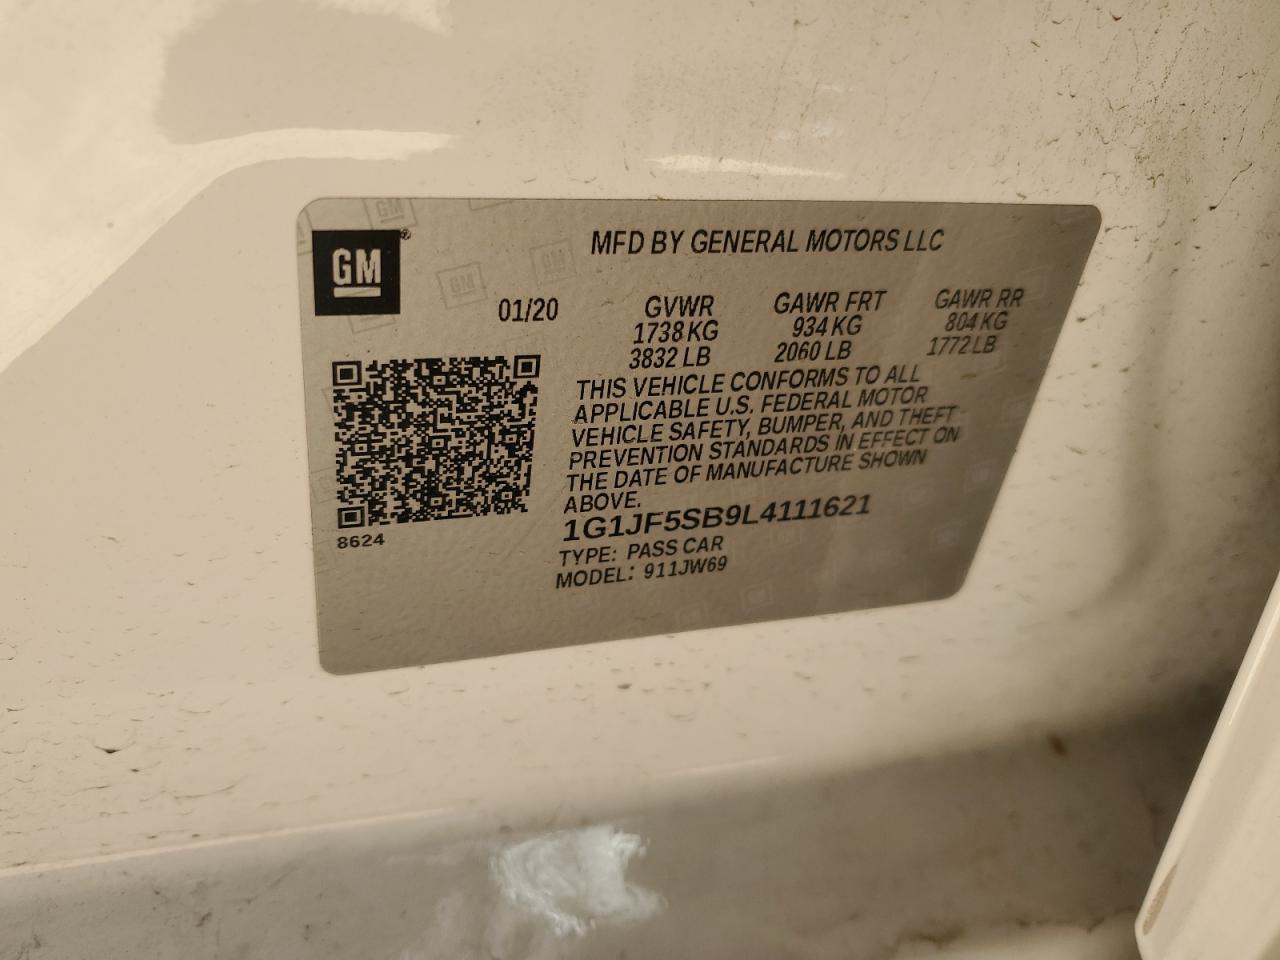 GM
MFD BY GENERAL MOTORS LLC
01/20 GVWR GAWR FRT GAWR RR
1738 KG 934 KG 804 KG
3832 LB 2060 LB 1772 LB
THIS VEHICLE CONFORMS TO ALL
APPLICABLE U.S. FEDERAL MOTOR
VEHICLE SAFETY, BUMPER, AND THEFT
PREVENTION STANDARDS IN EFFECT ON
THE DATE OF MANUFACTURE SHOWN
ABOVE.
1G1JF5SB9L4111621
TYPE: PASS CAR
MODEL: 911JW69
8624